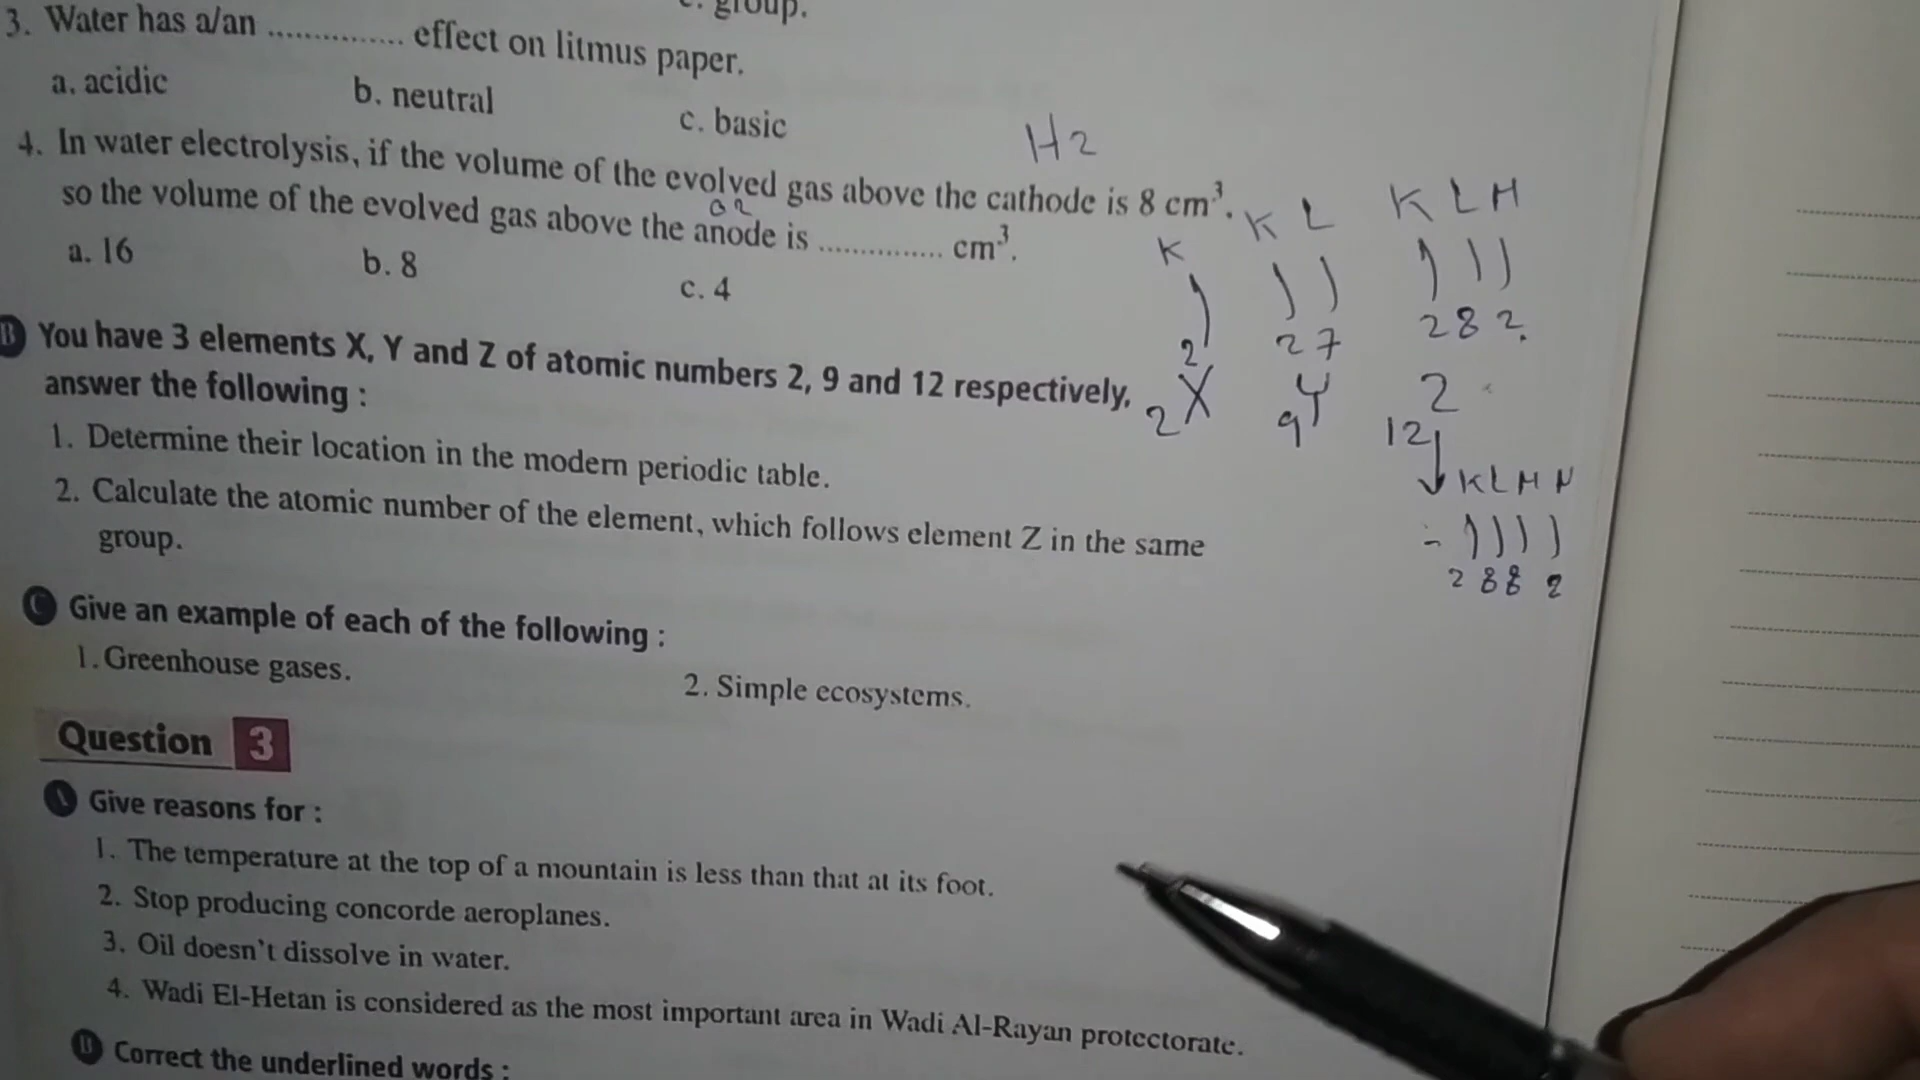 c. group.
3. Water has a/an ............... effect on litmus paper.
a. acidic b. neutral c. basic
4. In water electrolysis, if the volume of the evolved gas above the cathode is 8 cm³.
so the volume of the evolved gas above the anode is ............... cm³.
a. 16 b. 8 c. 4
H2
O2
B You have 3 elements X, Y and Z of atomic numbers 2, 9 and 12 respectively,
answer the following :
1. Determine their location in the modern periodic table.
2. Calculate the atomic number of the element, which follows element Z in the same
group.
K
2
2X
K L
2 7
9Y
K L M
2 8 2
12 Z
K L M N
2 8 8 2
C Give an example of each of the following :
1. Greenhouse gases. 2. Simple ecosystems.
Question 3
A Give reasons for :
1. The temperature at the top of a mountain is less than that at its foot.
2. Stop producing concorde aeroplanes.
3. Oil doesn't dissolve in water.
4. Wadi El-Hetan is considered as the most important area in Wadi Al-Rayan protectorate.
B Correct the underlined words :